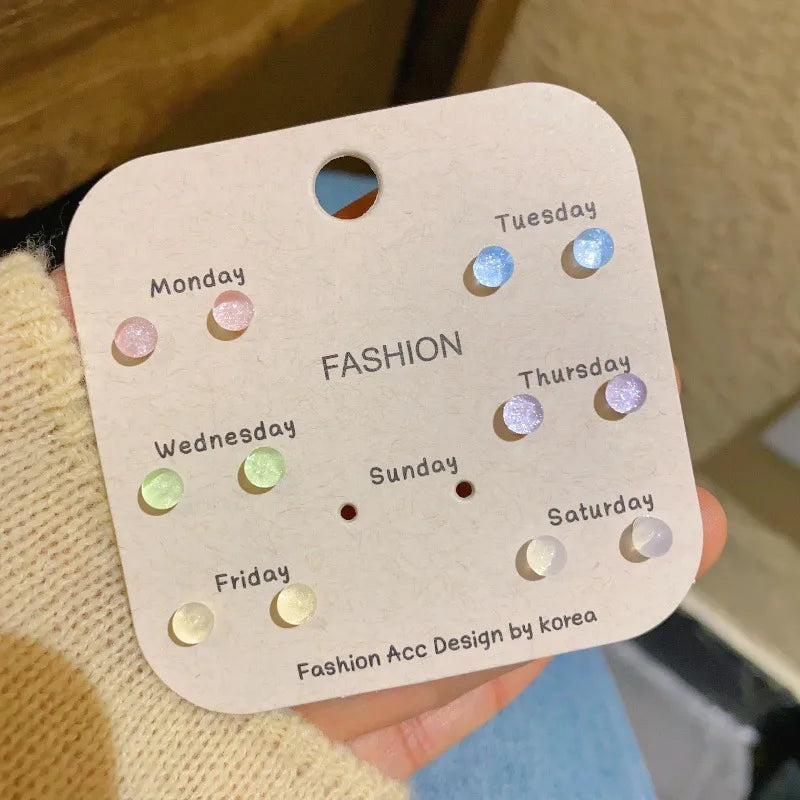 Monday
Tuesday
FASHION
Wednesday
Thursday
Sunday
Friday
Saturday
Fashion Acc Design by korea